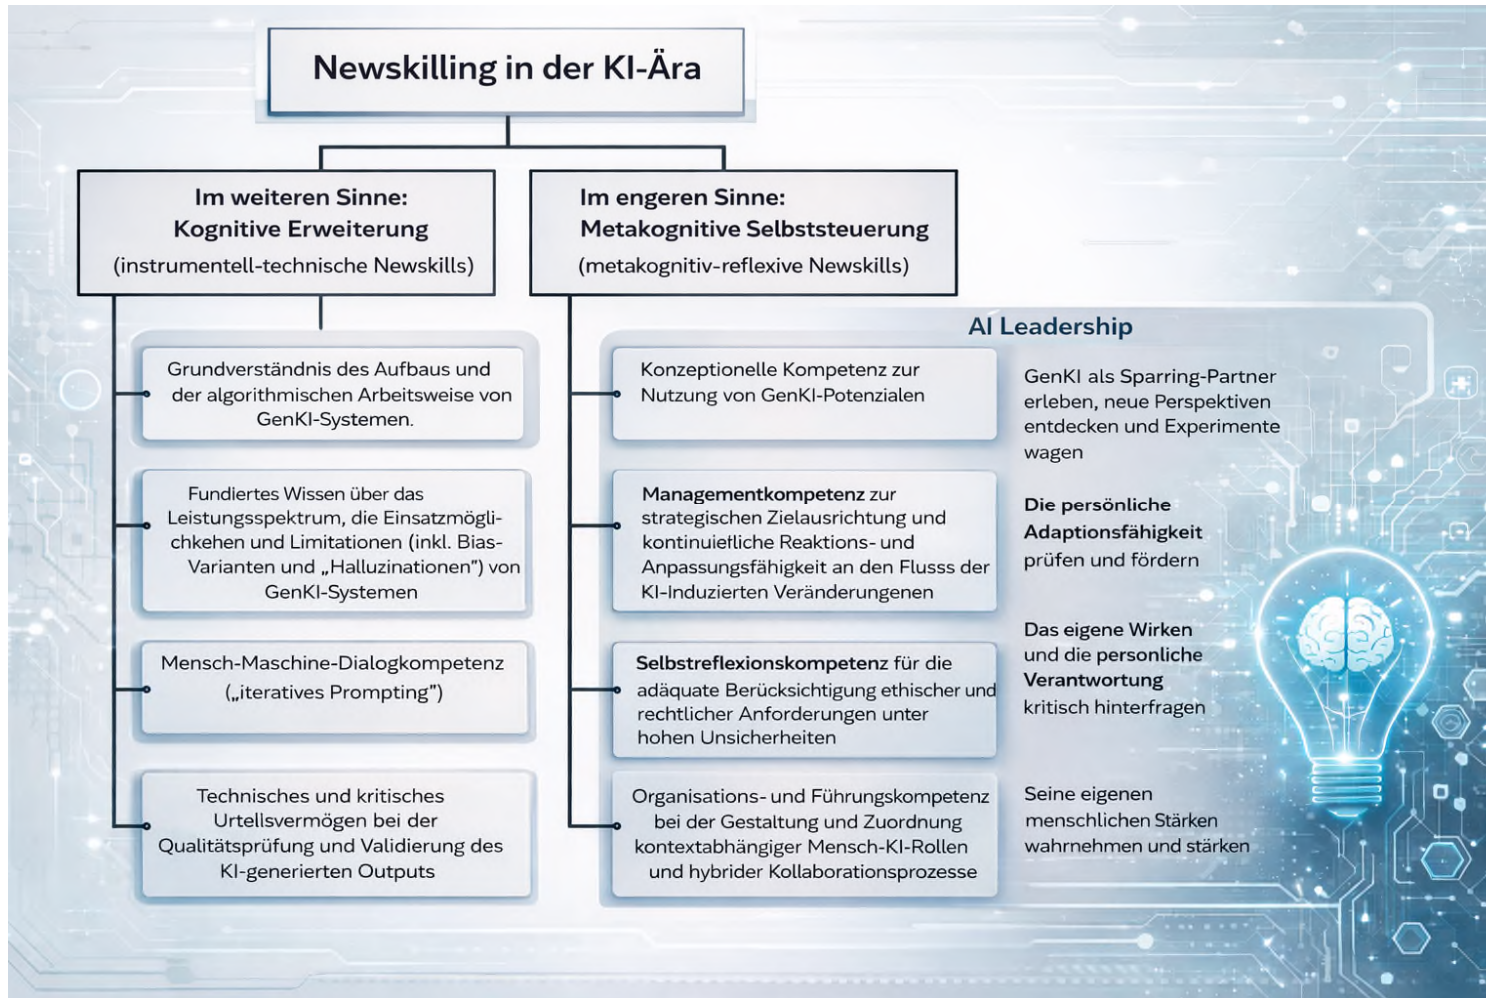 Newskilling in der KI-Ära
Im weiteren Sinne:
Kognitive Erweiterung
(instrumentell-technische Newskills)
Grundverständnis des Aufbaus und
der algorithmischen Arbeitsweise von
GenKI-Systemen.
Fundiertes Wissen über das
Leistungsspektrum, die Einsatzmögli-
chkehen und Limitationen (inkl. Bias-
Varianten und „Halluzinationen") von
GenKI-Systemen
Mensch-Maschine-Dialogkompetenz
(„iteratives Prompting")
Technisches und kritisches
Urtellsvermögen bei der
Qualitätsprüfung und Validierung des
KI-generierten Outputs
Im engeren Sinne:
Metakognitive Selbststeuerung
(metakognitiv-reflexive Newskills)
AI Leadership
Konzeptionelle Kompetenz zur
Nutzung von GenKI-Potenzialen
GenKI als Sparring-Partner
erleben, neue Perspektiven
entdecken und Experimente
wagen
Managementkompetenz zur
strategischen Zielausrichtung und
kontinuietliche Reaktions- und
Anpassungsfähigkeit an den Flusss der
KI-induzierten Veränderungenen
Die persönliche
Adaptionsfähigkeit
prüfen und fördern
Selbstreflexionskompetenz für die
adäquate Berücksichtigung ethischer und
rechtlicher Anforderungen unter
hohen Unsicherheiten
Das eigene Wirken
und die personliche
Verantwortung
kritisch hinterfragen
Organisations- und Führungskompetenz
bei der Gestaltung und Zuordnung
kontextabhängiger Mensch-KI-Rollen
und hybrider Kollaborationsprozesse
Seine eigenen
menschlichen Stärken
wahrnehmen und stärken